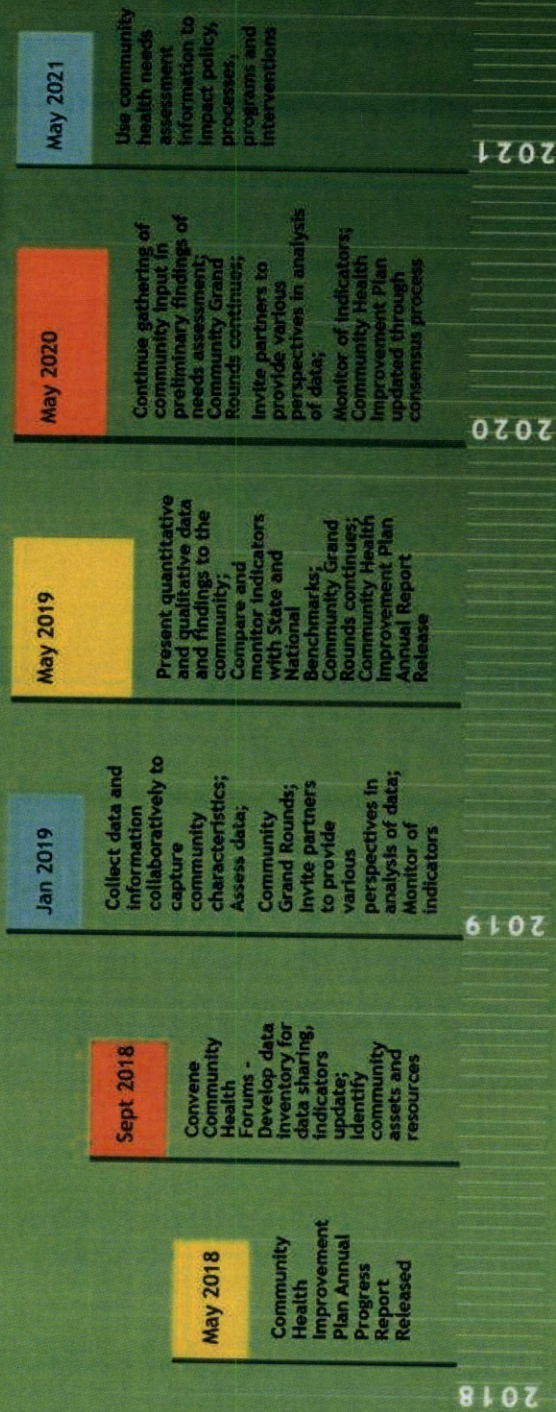 May 2018
Community
Health
Improvement
Plan Annual
Progress
Report
Released
Sept 2018
Convene
Community
Health
Forums -
Develop data
inventory for
data sharing,
indicators
update;
Identify
community
assets and
resources
Jan 2019
Collect data and
information
collaboratively to
capture
community
characteristics;
Assess data;
Community
Grand Rounds;
Invite partners
to provide
various
perspectives in
analysis of data;
Monitor of
indicators
May 2019
Present quantitative
and qualitative data
and findings to the
community;
Compare and
monitor indicators
with State and
National
Benchmarks;
Community Grand
Rounds continues;
Community Health
Improvement Plan
Annual Report
Release
May 2020
Continue gathering of
community input in
preliminary findings of
needs assessment;
Community Grand
Rounds continues;
Invite partners to
provide various
perspectives in analysis
of data;
Monitor of Indicators;
Community Health
Improvement Plan
updated through
consensus process
May 2021
Use community
health needs
assessment
information to
impact policy,
processes,
programs and
interventions
2018
2019
2020
2021